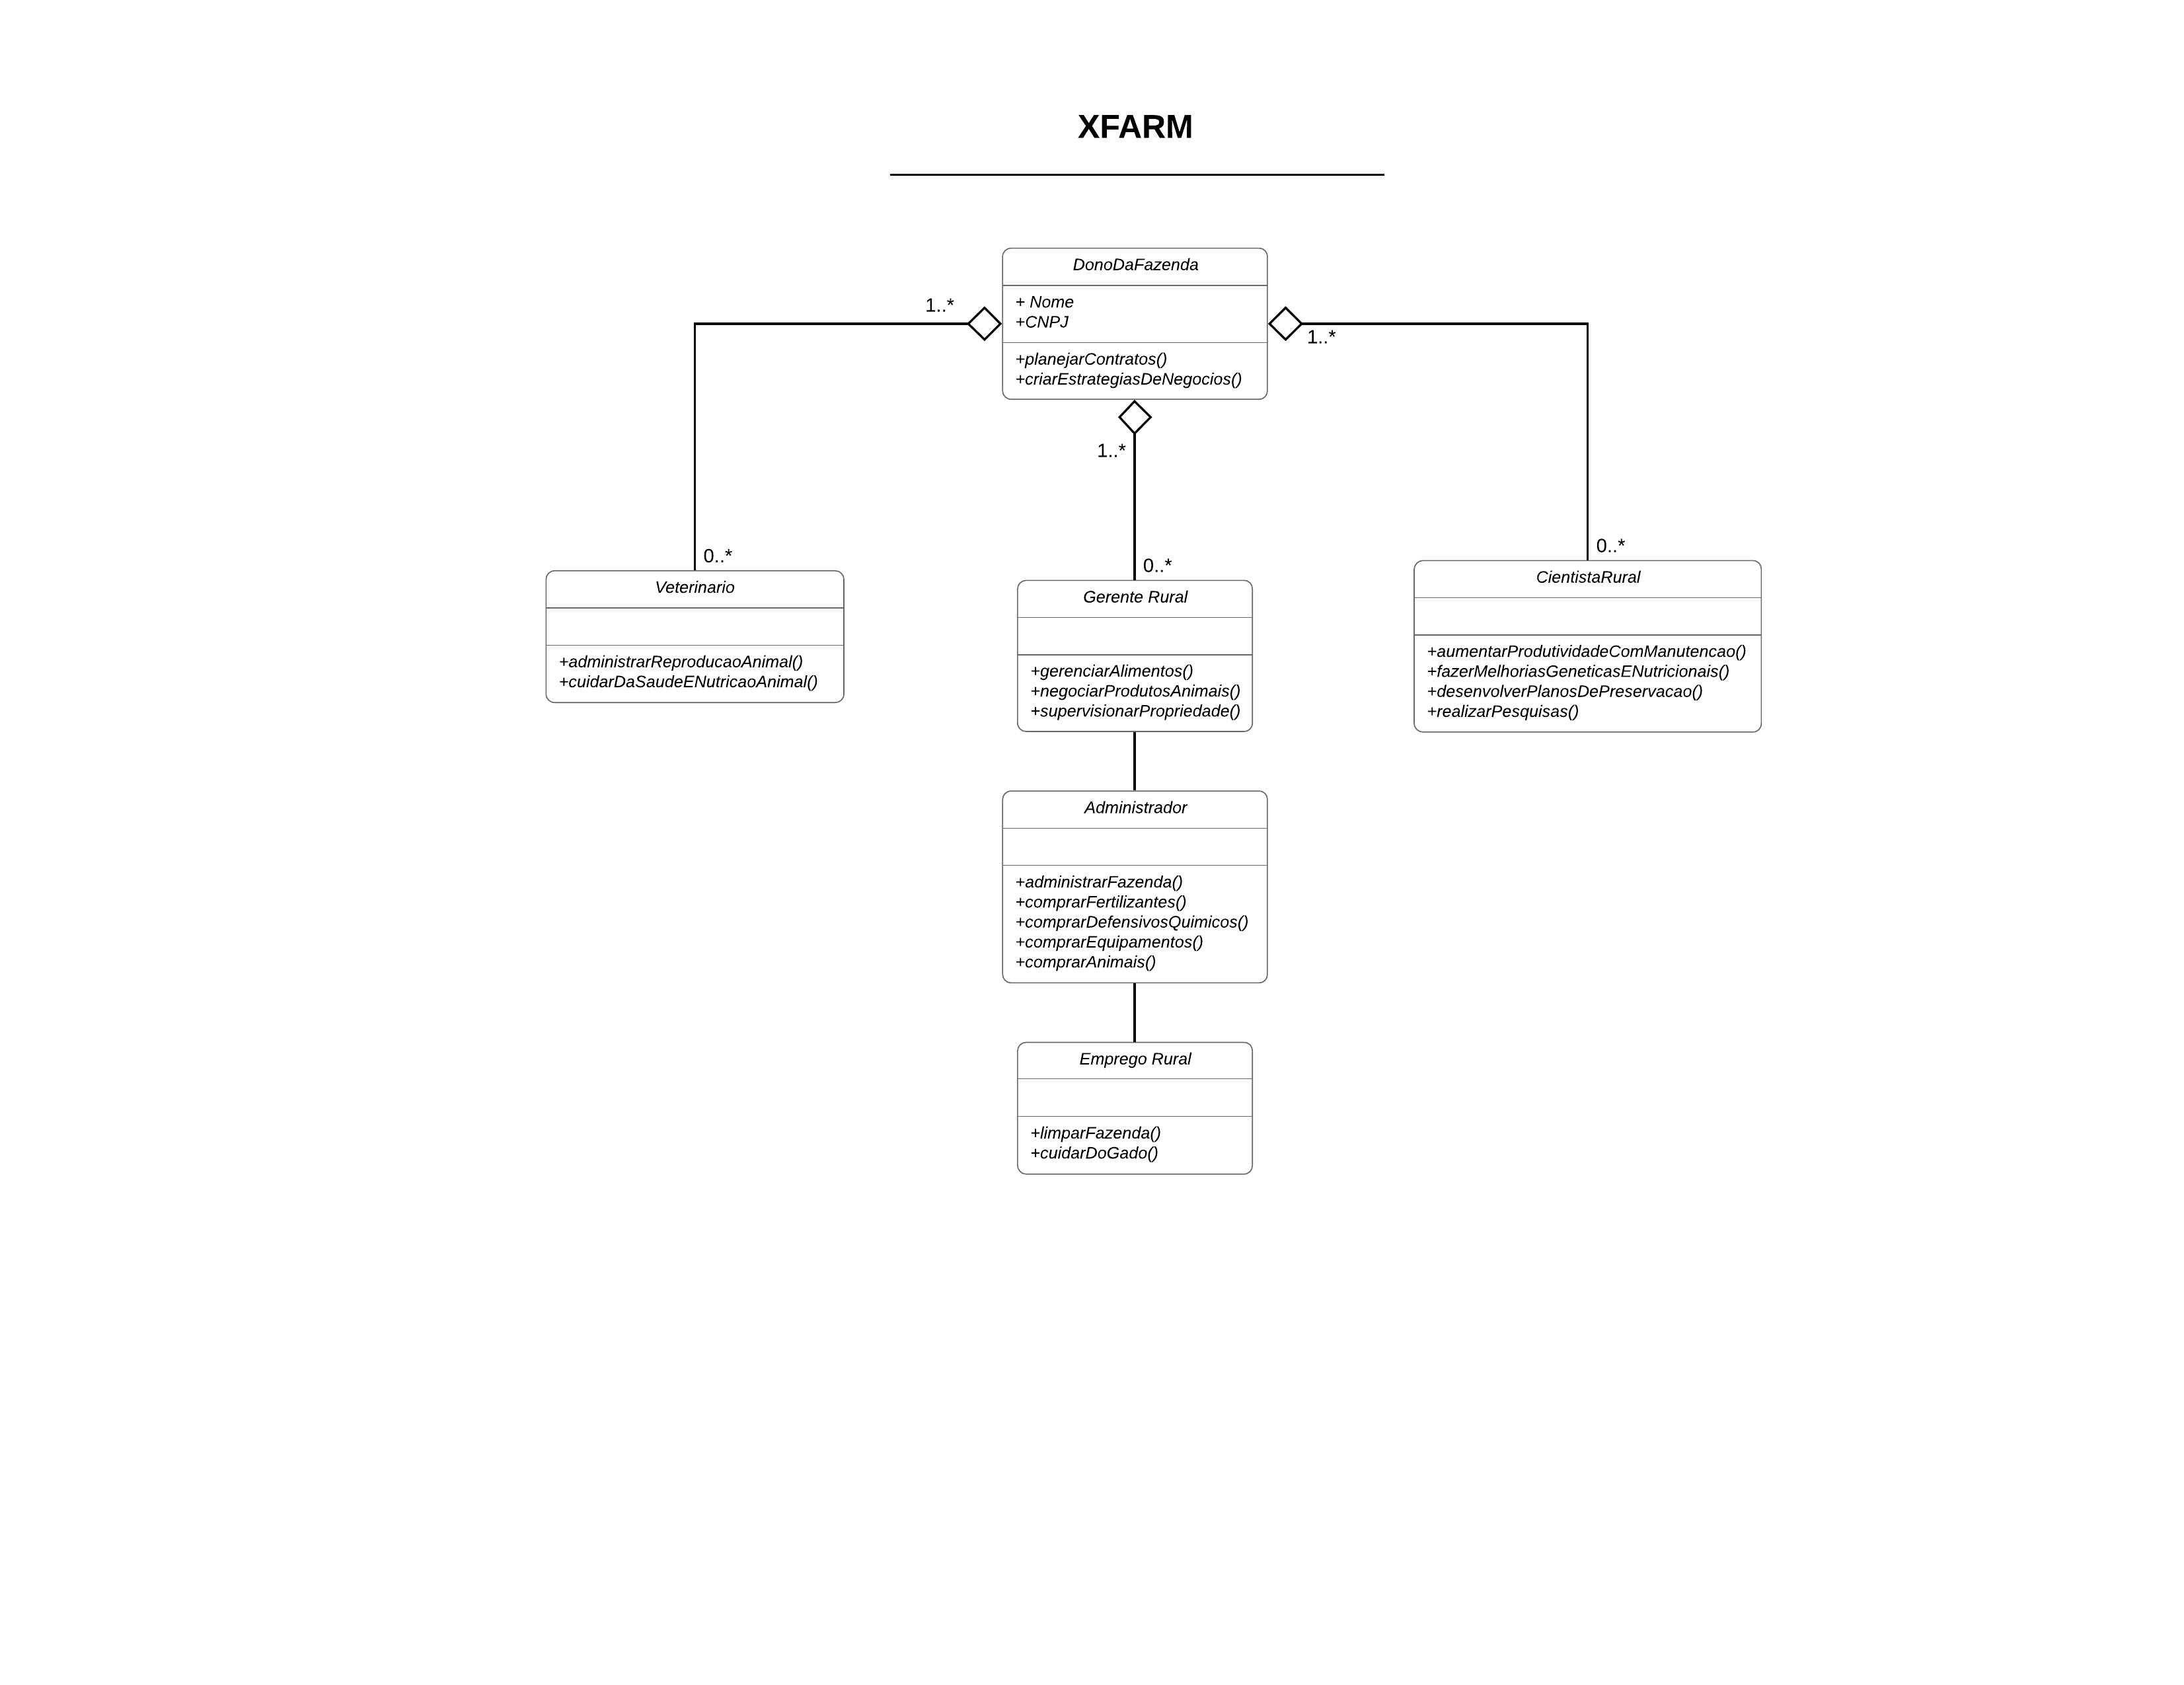 XFARM
DonoDaFazenda
+ Nome
+CNPJ
+planejarContratos()
+criarEstrategiasDeNegocios()
1..*
1..*
1..*
0..*
0..*
0..*
Veterinario
+administrarReproducaoAnimal()
+cuidarDaSaudeENutricaoAnimal()
Gerente Rural
+gerenciarAlimentos()
+negociarProdutosAnimais()
+supervisionarPropriedade()
CientistaRural
+aumentarProdutividadeComManutencao()
+fazerMelhoriasGeneticasENutricionais()
+desenvolverPlanosDePreservacao()
+realizarPesquisas()
Administrador
+administrarFazenda()
+comprarFertilizantes()
+comprarDefensivosQuimicos()
+comprarEquipamentos()
+comprarAnimais()
Emprego Rural
+limparFazenda()
+cuidarDoGado()